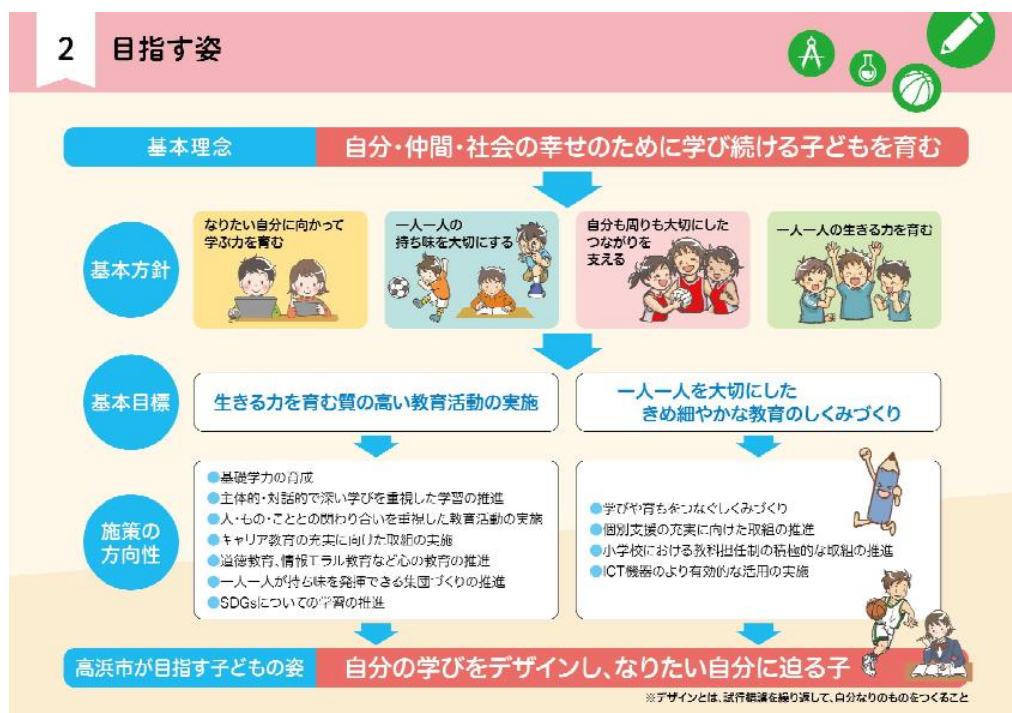 2 目指す姿
基本理念 自分・仲間・社会の幸せのために学び続ける子どもを育む
基本方針
なりたい自分に向かって
学ぶ力を育む
一人一人の
持ち味を大切にする
自分も周りも大切にした
つながりを
支える
一人一人の生きる力を育む
基本目標
生きる力を育む質の高い教育活動の実施
一人一人を大切にした
きめ細やかな教育のしくみづくり
施策の
方向性
●基礎学力の育成
●主体的・対話的で深い学びを重視した学習の推進
●人・もの・こととの関わり合いを重視した教育活動の実施
●キャリア教育の充実に向けた取組の実施
●道徳教育、情報モラル教育など心の教育の推進
●一人一人が持ち味を発揮できる集団づくりの推進
●SDGsについての学習の推進
●学びや育ちをつなぐしくみづくり
●個別支援の充実に向けた取組の推進
●小学校における教科担任制の積極的な取組の推進
●ICT機器のより有効的な活用の実施
高浜市が目指す子どもの姿 自分の学びをデザインし、なりたい自分に迫る子
※デザインとは、試行錯誤を繰り返して、自分なりのものをつくること